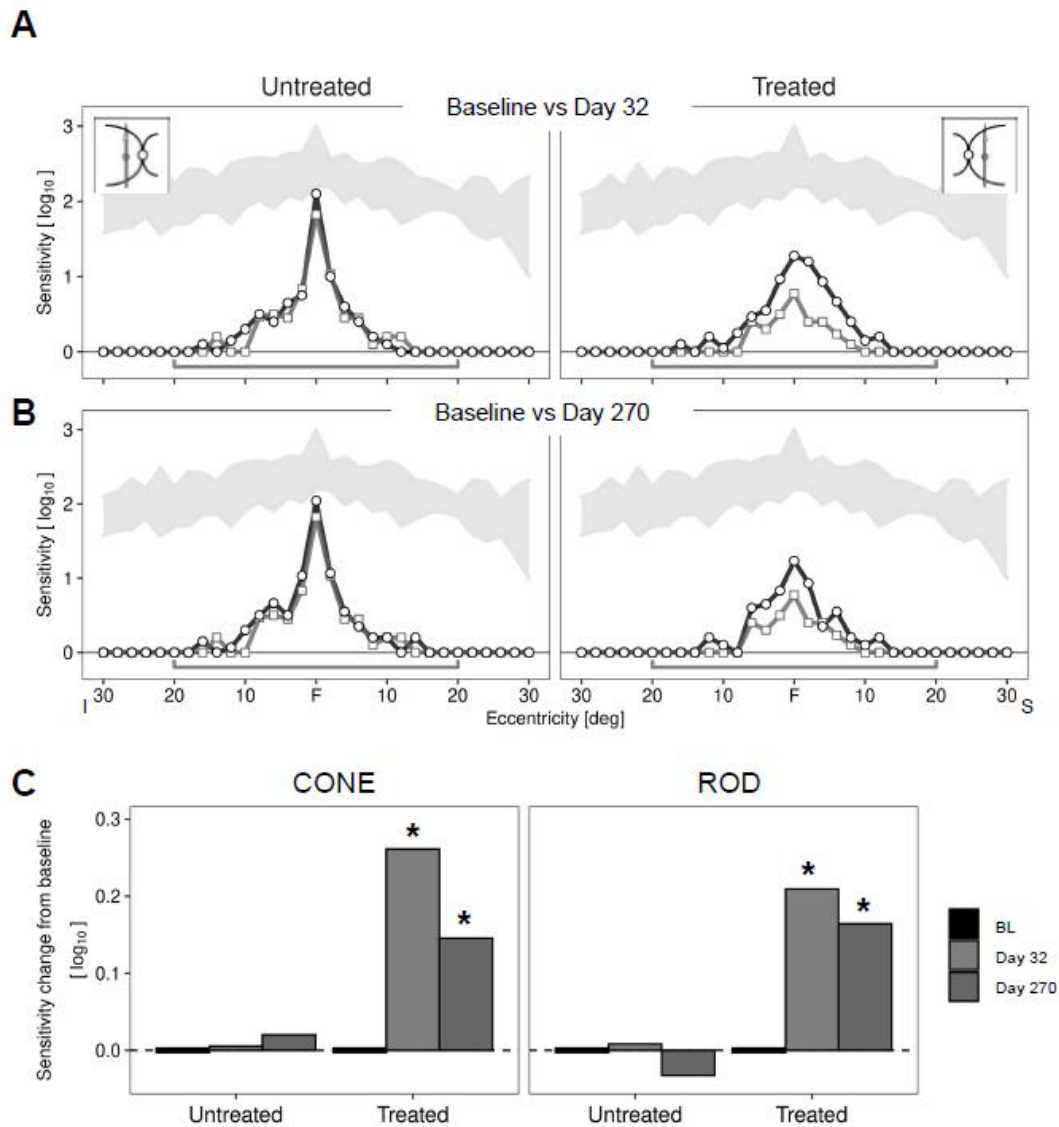 A
Untreated
Treated
Baseline vs Day 32
Sensitivity [ log10 ]
3
2
1
0
B
Baseline vs Day 270
Sensitivity [ log10 ]
3
2
1
0
30 20 10 F 10 20 30
30 20 10 F 10 20 30
I
Eccentricity [deg]
S
C
CONE
ROD
Sensitivity change from baseline
[ log10 ]
0.3
0.2
0.1
0.0
* *
* *
BL
Day 32
Day 270
Untreated Treated
Untreated Treated